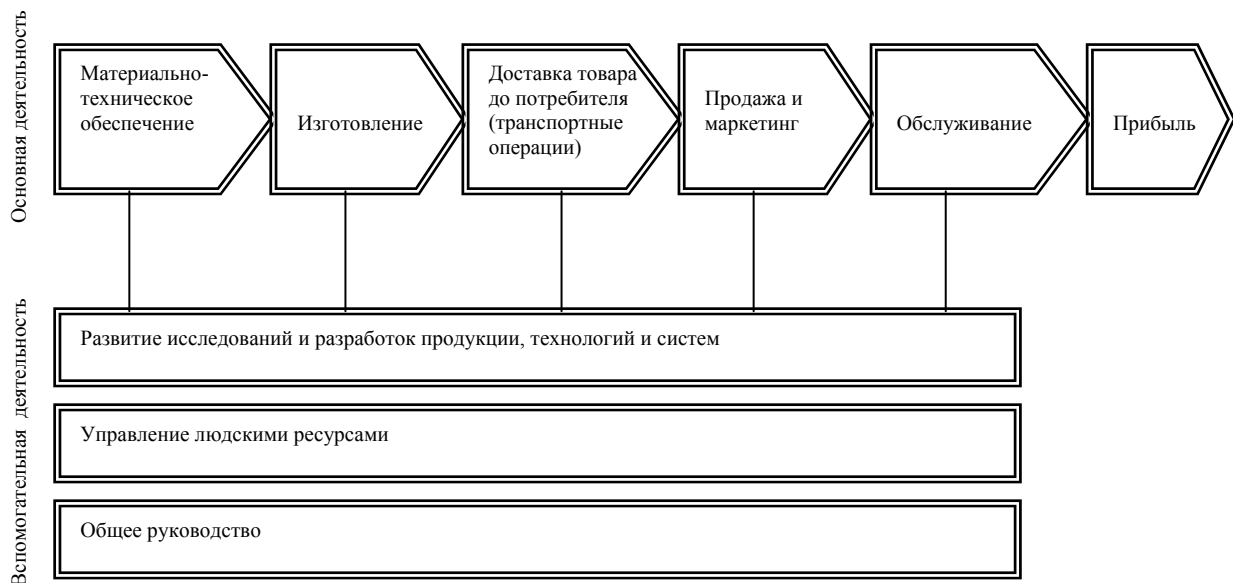 Основная деятельность
Материально-
техническое
обеспечение
Изготовление
Доставка товара
до потребителя
(транспортные
операции)
Продажа и
маркетинг
Обслуживание
Прибыль
Вспомогательная деятельность
Развитие исследований и разработок продукции, технологий и систем
Управление людскими ресурсами
Общее руководство